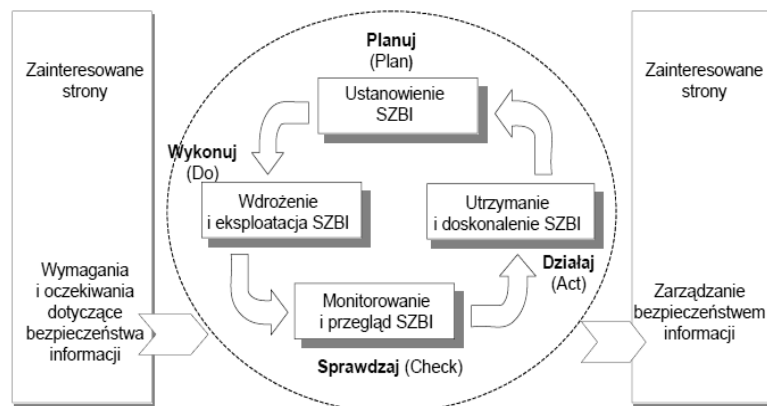 Zainteresowane
strony
Wymagania
i oczekiwania
dotyczące
bezpieczeństwa
informacji
Planuj
(Plan)
Ustanowienie
SZBI
Wykonuj
(Do)
Wdrożenie
i eksploatacja SZBI
Utrzymanie
i doskonalenie SZBI
Działaj
(Act)
Monitorowanie
i przegląd SZBI
Sprawdzaj (Check)
Zainteresowane
strony
Zarządzanie
bezpieczeństwem
informacji